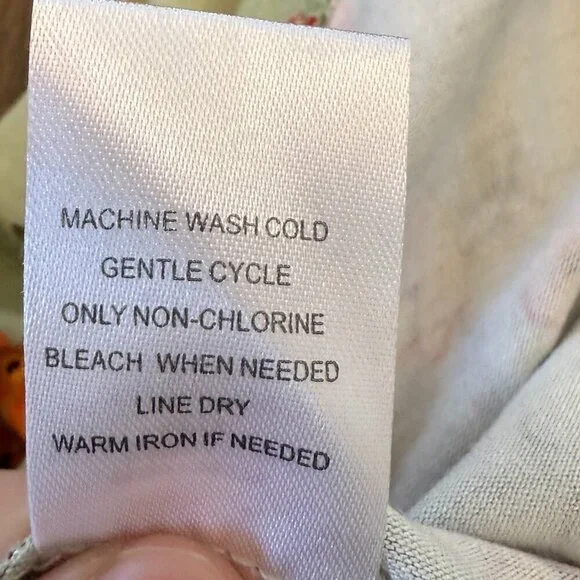 MACHINE WASH COLD
GENTLE CYCLE
ONLY NON-CHLORINE
BLEACH WHEN NEEDED
LINE DRY
WARM IRON IF NEEDED